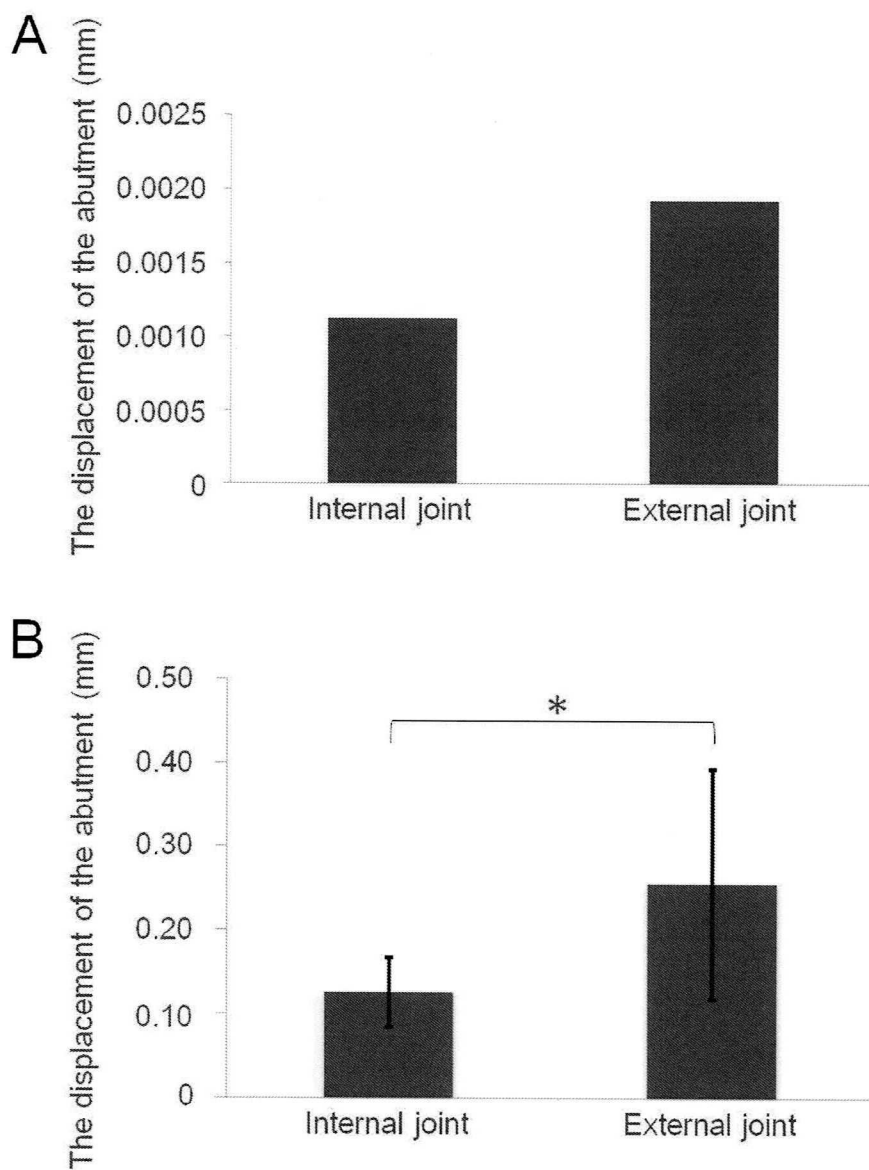 A
The displacement of the abutment (mm)
0.0025
0.0020
0.0015
0.0010
0.0005
0
Internal joint
External joint
B
The displacement of the abutment (mm)
0.50
0.40
0.30
0.20
0.10
0
*
Internal joint
External joint